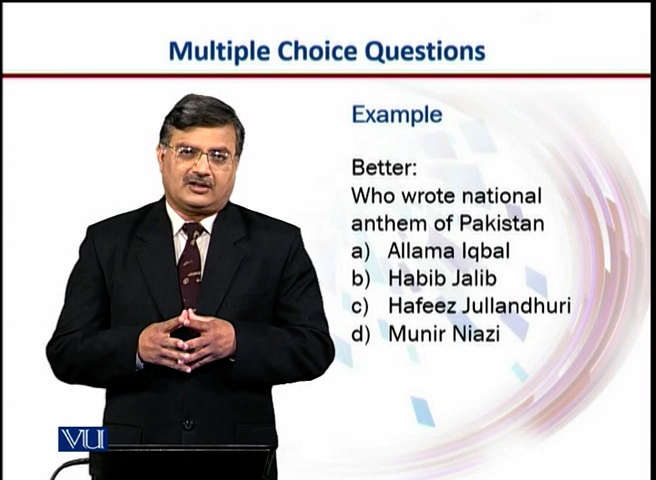 Multiple Choice Questions
Example
Better:
Who wrote national
anthem of Pakistan
a) Allama Iqbal
b) Habib Jalib
c) Hafeez Jullandhuri
d) Munir Niazi
VU